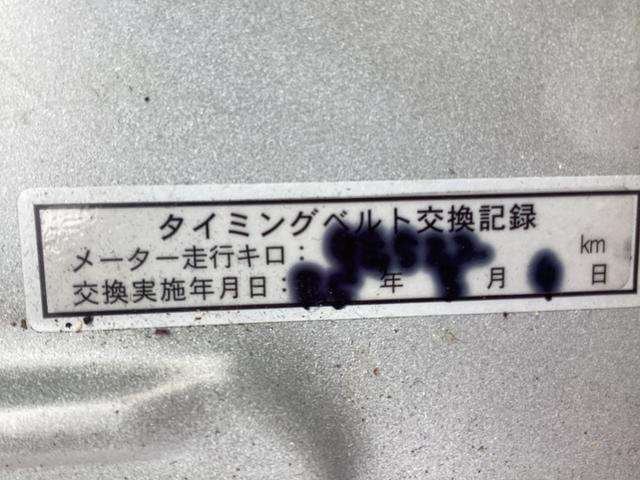 タイミングベルト交換記録
メーター走行キロ: km
交換実施年月日: 年 月 日